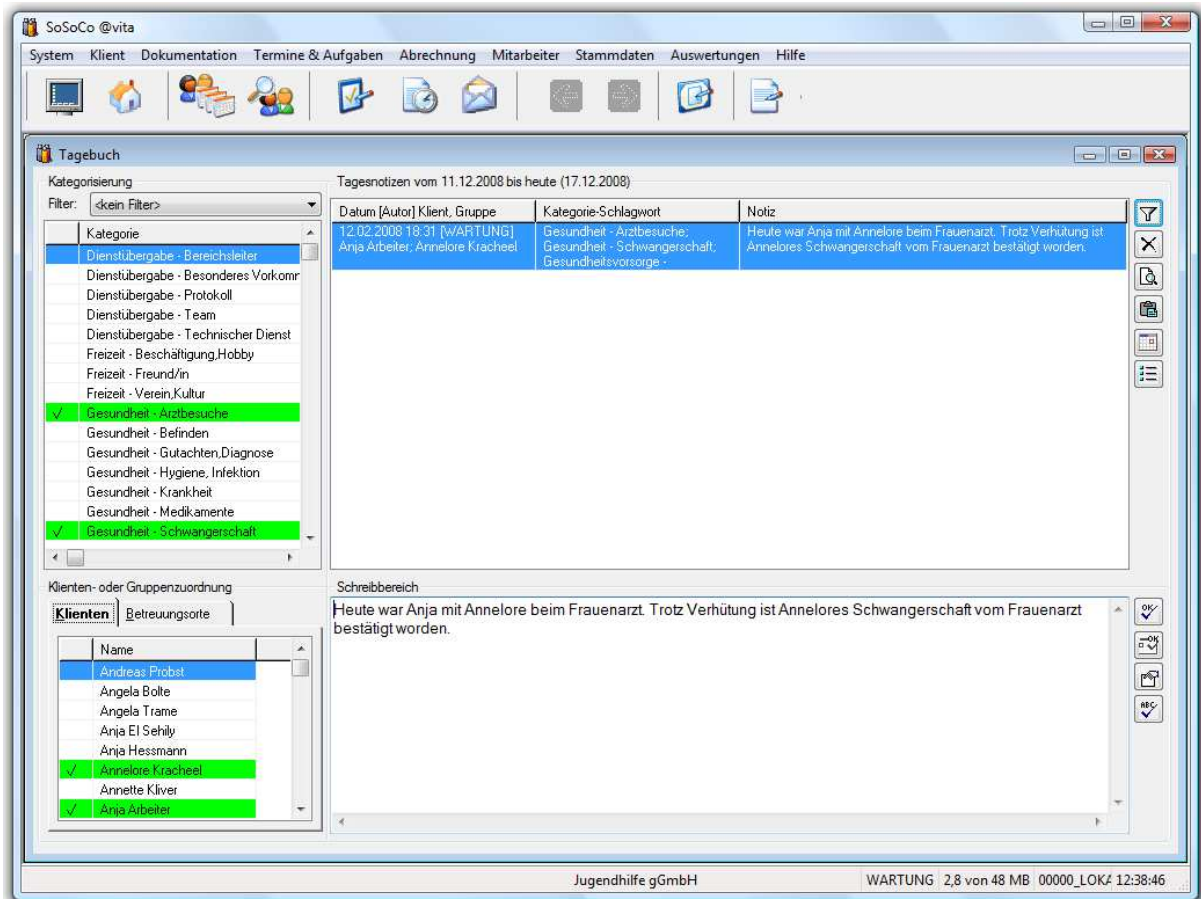 SoSoCo @vita
System Klient Dokumentation Termine & Aufgaben Abrechnung Mitarbeiter Stammdaten Auswertungen Hilfe
Tagebuch
Kategorisierung
Filter: <kein Filter>
Kategorie
Dienstübergabe - Bereichsleiter
Dienstübergabe - Besonderes Vorkomr
Dienstübergabe - Protokoll
Dienstübergabe - Team
Dienstübergabe - Technischer Dienst
Freizeit - Beschäftigung,Hobby
Freizeit - Freund/in
Freizeit - Verein,Kultur
√ Gesundheit - Arztbesuche
Gesundheit - Befinden
Gesundheit - Gutachten,Diagnose
Gesundheit - Hygiene, Infektion
Gesundheit - Krankheit
Gesundheit - Medikamente
√ Gesundheit - Schwangerschaft
Tagesnotizen vom 11.12.2008 bis heute (17.12.2008)
Datum [Autor] Klient, Gruppe Kategorie-Schlagwort Notiz
12.02.2008 18:31 [WARTUNG] Gesundheit - Arztbesuche; Heute war Anja mit Annelore beim Frauenarzt. Trotz Verhütung ist
Anja Arbeiter; Annelore Kracheel Gesundheit - Schwangerschaft; Annelores Schwangerschaft vom Frauenarzt bestätigt worden.
Gesundheitsvorsorge -
Klienten- oder Gruppenzuordnung
Klienten Betreuungsorte
Name
Andreas Probst
Angela Bolte
Angela Trame
Anja El Sehily
Anja Hessmann
√ Annelore Kracheel
Annette Kliver
√ Anja Arbeiter
Schreibbereich
Heute war Anja mit Annelore beim Frauenarzt. Trotz Verhütung ist Annelores Schwangerschaft vom Frauenarzt
bestätigt worden.
OK
OK
ABC
Jugendhilfe gGmbH WARTUNG 2,8 von 48 MB 00000_LOKA 12:38:46